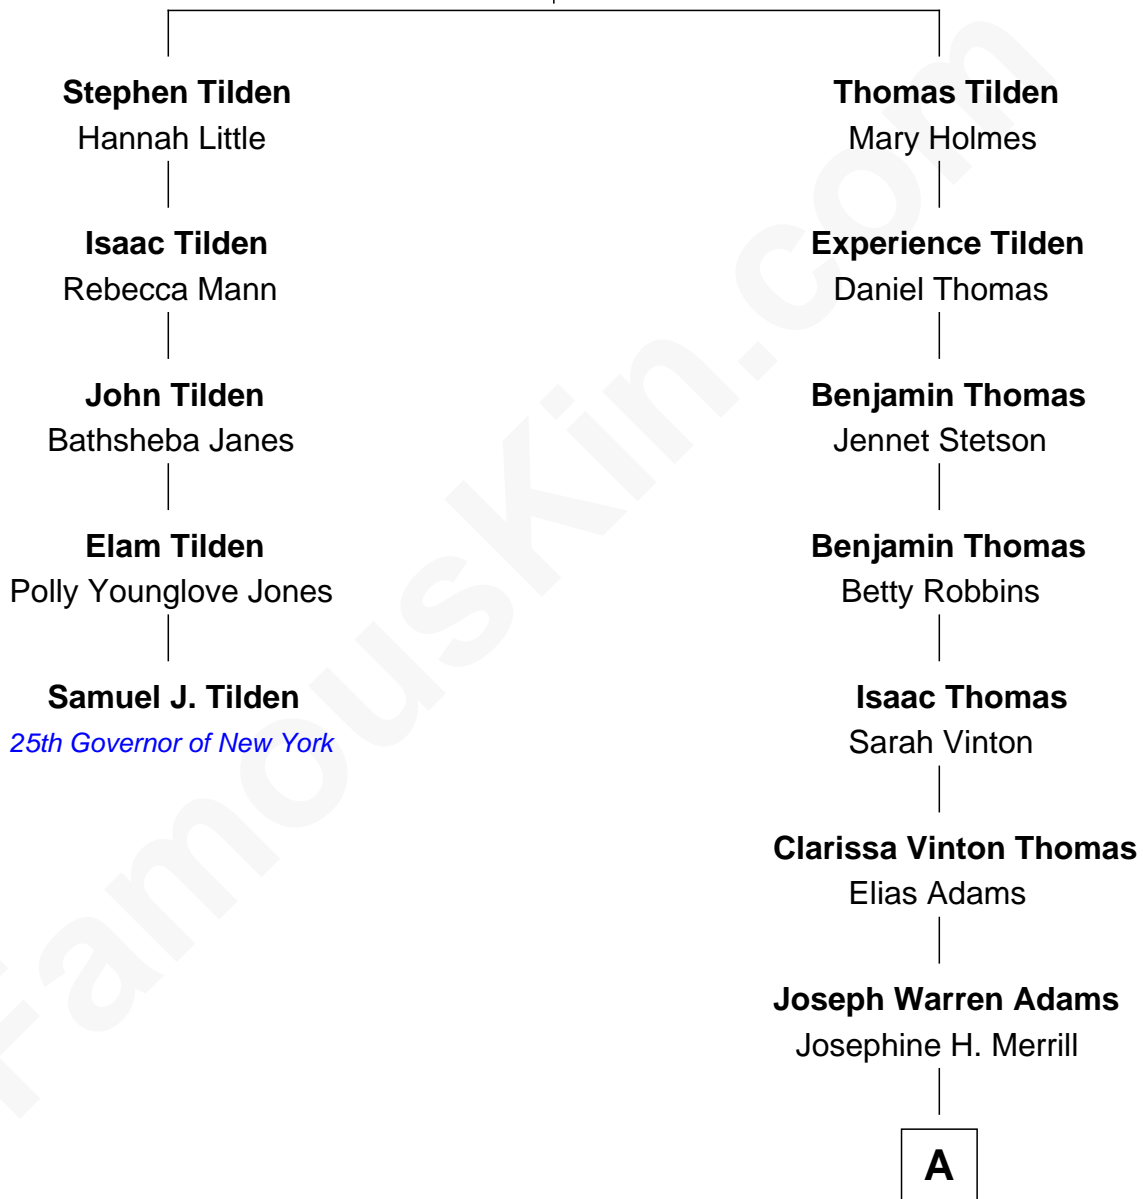 Stephen Tilden
Hannah Little
Isaac Tilden
Rebecca Mann
John Tilden
Bathsheba Janes
Elam Tilden
Polly Younglove Jones
Samuel J. Tilden
25th Governor of New York
Thomas Tilden
Mary Holmes
Experience Tilden
Daniel Thomas
Benjamin Thomas
Jennet Stetson
Benjamin Thomas
Betty Robbins
Isaac Thomas
Sarah Vinton
Clarissa Vinton Thomas
Elias Adams
Joseph Warren Adams
Josephine H. Merrill
A
FamousKin.com